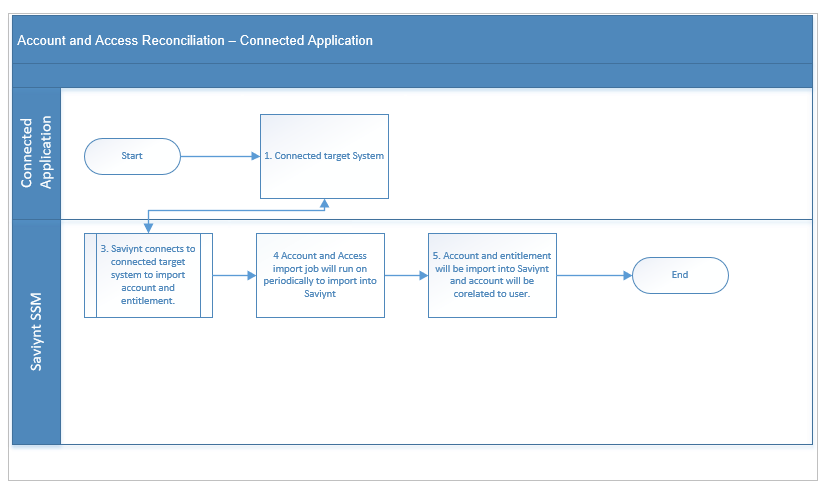 Account and Access Reconciliation – Connected Application
Connected
Application
Start
1. Connected target System
Saviynt SSM
3. Saviynt connects to
connected target
system to import
account and
entitlement.
4 Account and Access
import job will run on
periodically to import into
Saviynt
5. Account and entitlement
will be import into Saviynt
and account will be
corelated to user.
End